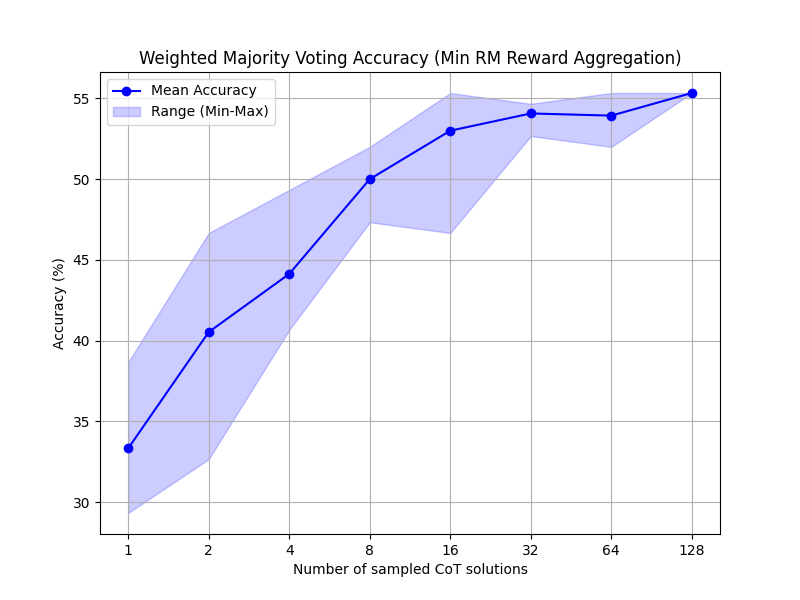 Weighted Majority Voting Accuracy (Min RM Reward Aggregation)
Mean Accuracy
Range (Min-Max)
55
50
45
40
35
30
Accuracy (%)
1 2 4 8 16 32 64 128
Number of sampled CoT solutions